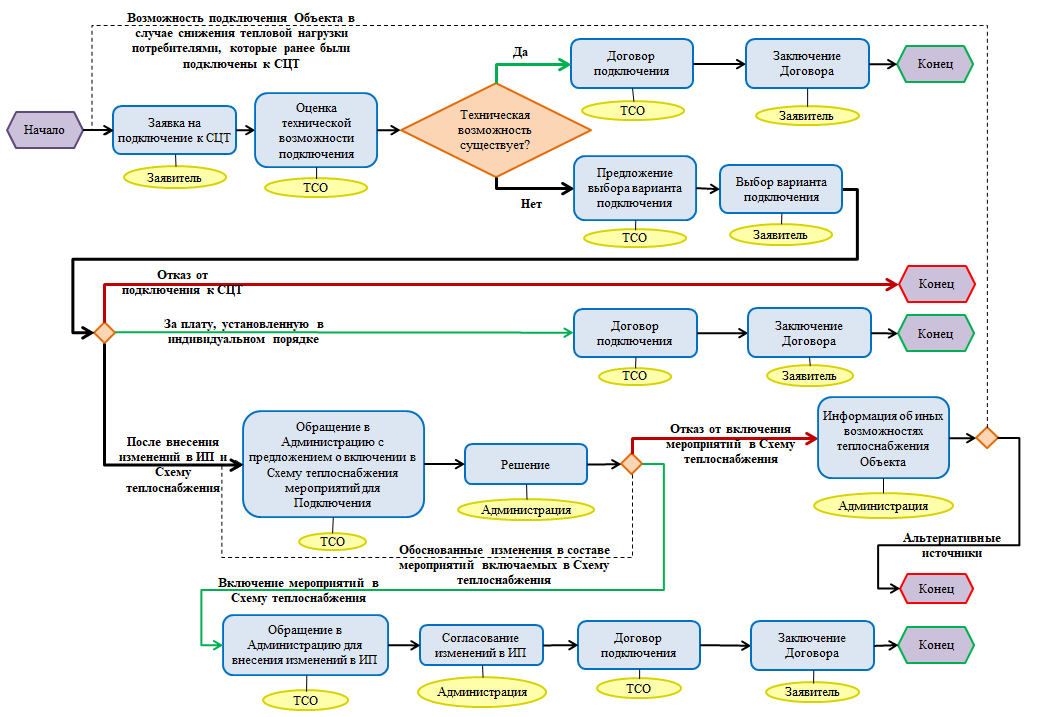 Возможность подключения Объекта в
случае снижения тепловой нагрузки
потребителями, которые ранее были
подключены к СЦТ
Начало
Заявка на
подключение к СЦТ
Заявитель
Оценка
технической
возможности
подключения
ТСО
Техническая
возможность
существует?
Да
Договор
подключения
ТСО
Заключение
Договора
Заявитель
Конец
Нет
Предложение
выбора варианта
подключения
ТСО
Выбор варианта
подключения
Заявитель
Отказ от
подключения к СЦТ
Конец
За плату, установленную в
индивидуальном порядке
Договор
подключения
ТСО
Заключение
Договора
Заявитель
Конец
После внесения
изменений в ИП и
Схему
теплоснабжения
Обращение в
Администрацию с
предложением о включении в
Схему теплоснабжения
мероприятий для
Подключения
ТСО
Решение
Администрация
Отказ от включения
мероприятий в Схему
теплоснабжения
Информация об иных
возможностях
теплоснабжения
Объекта
Администрация
Альтернативные
источники
Конец
Обоснованные изменения в составе
мероприятий включаемых в Схему
теплоснабжения
Включение мероприятий в
Схему теплоснабжения
Обращение в
Администрацию для
внесения изменений в ИП
ТСО
Согласование
изменений в ИП
Администрация
Договор
подключения
ТСО
Заключение
Договора
Заявитель
Конец